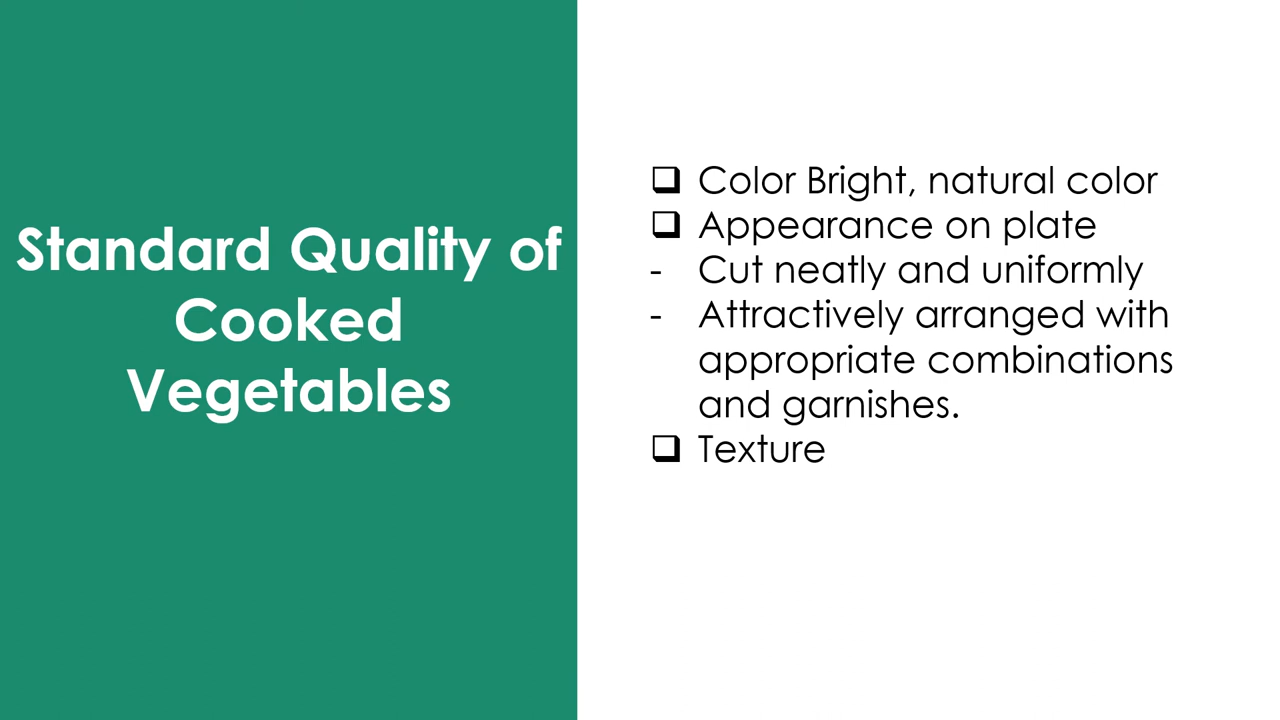 Standard Quality of
Cooked
Vegetables
❑ Color Bright, natural color
❑ Appearance on plate
- Cut neatly and uniformly
- Attractively arranged with
appropriate combinations
and garnishes.
❑ Texture